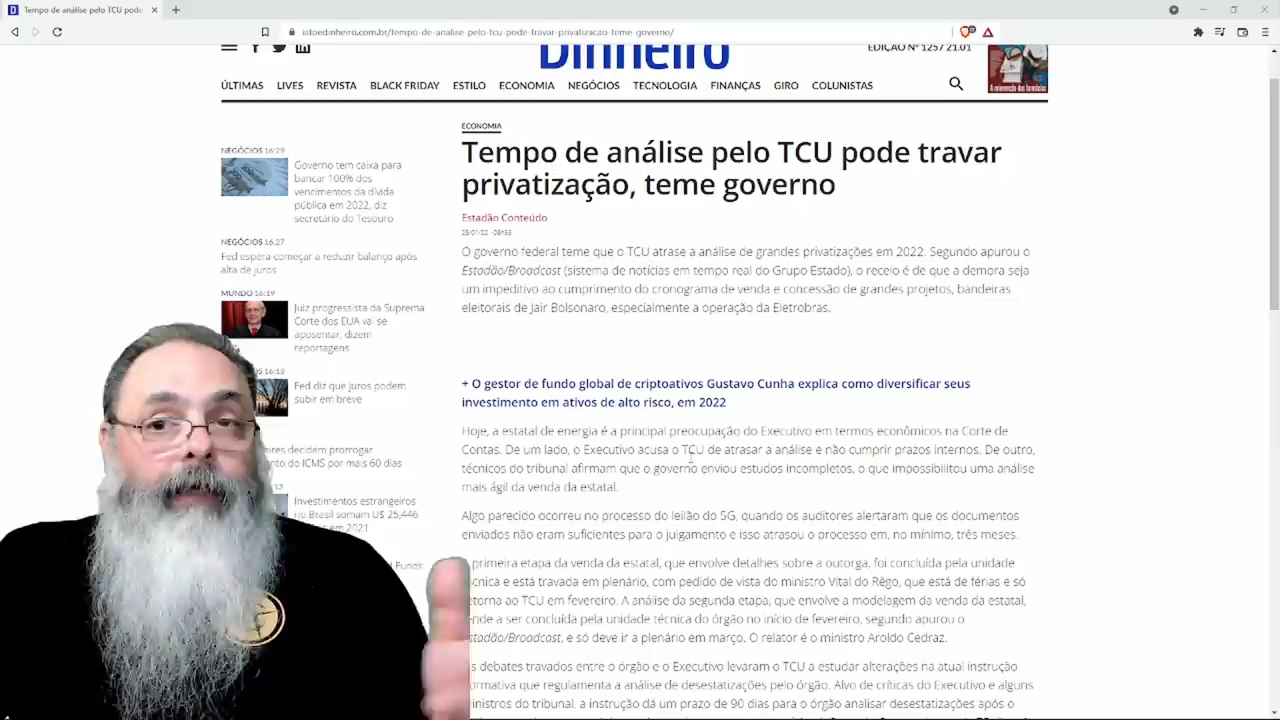 Tempo de análise pelo TCU pode
istoedinheiro.com.br/tempo-de-analise-pelo-tcu-pode-travar-privatizacao-teme-governo/
Dinheiro
EDIÇÃO Nº 1257 21.01
ÚLTIMAS LIVES REVISTA BLACK FRIDAY ESTILO ECONOMIA NEGÓCIOS TECNOLOGIA FINANÇAS GIRO COLUNISTAS
NEGÓCIOS 16:29
Governo tem caixa para
bancar 100% dos
vencimentos da dívida
pública em 2022, diz
secretário do Tesouro
NEGÓCIOS 16:27
Fed espera começar a reduzir balanço após
alta de juros
MUNDO 16:19
Juiz progressista da Suprema
Corte dos EUA vai se
aposentar, dizem
reportagens
Fed diz que juros podem
subir em breve
decidem prorrogar
do ICMS por mais 60 dias
Investimentos estrangeiros
no Brasil somam U$ 25,446
em 2021
Funds
ECONOMIA
Tempo de análise pelo TCU pode travar
privatização, teme governo
Estadão Conteúdo
O governo federal teme que o TCU atrase a análise de grandes privatizações em 2022. Segundo apurou o
Estadão/Broadcast (sistema de notícias em tempo real do Grupo Estado), o receio é de que a demora seja
um impeditivo ao cumprimento do cronograma de venda e concessão de grandes projetos, bandeiras
eleitorais de Jair Bolsonaro, especialmente a operação da Eletrobras.
+ O gestor de fundo global de criptoativos Gustavo Cunha explica como diversificar seus
investimento em ativos de alto risco, em 2022
Hoje, a estatal de energia é a principal preocupação do Executivo em termos econômicos na Corte de
Contas. De um lado, o Executivo acusa o TCU de atrasar a análise e não cumprir prazos internos. De outro,
técnicos do tribunal afirmam que o governo enviou estudos incompletos, o que impossibilitou uma análise
mais ágil da venda da estatal.
Algo parecido ocorreu no processo do leilão do 5G, quando os auditores alertaram que os documentos
enviados não eram suficientes para o julgamento e isso atrasou o processo em, no mínimo, três meses.
primeira etapa da venda da estatal, que envolve detalhes sobre a outorga, foi concluída pela unidade
e está travada em plenário, com pedido de vista do ministro Vital do Rêgo, que está de férias e só
ao TCU em fevereiro. A análise da segunda etapa, que envolve a modelagem da venda da estatal,
a ser concluída pela unidade técnica do órgão no início de fevereiro, segundo apurou o
e só deve ir a plenário em março. O relator é o ministro Aroldo Cedraz.
debates travados entre o órgão e o Executivo levaram o TCU a estudar alterações na atual instrução
que regulamenta a análise de desestatizações pelo órgão. Alvo de críticas do Executivo e alguns
do tribunal, a instrução dá um prazo de 90 dias para o órgão analisar desestatizações após o